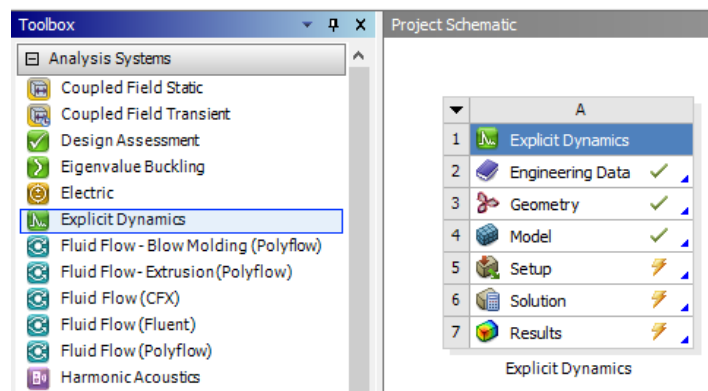 Toolbox
Analysis Systems
Coupled Field Static
Coupled Field Transient
Design Assessment
Eigenvalue Buckling
Electric
Explicit Dynamics
Fluid Flow - Blow Molding (Polyflow)
Fluid Flow- Extrusion (Polyflow)
Fluid Flow (CFX)
Fluid Flow (Fluent)
Fluid Flow (Polyflow)
Harmonic Acoustics
Project Schematic
A
1 Explicit Dynamics
2 Engineering Data
3 Geometry
4 Model
5 Setup
6 Solution
7 Results
Explicit Dynamics